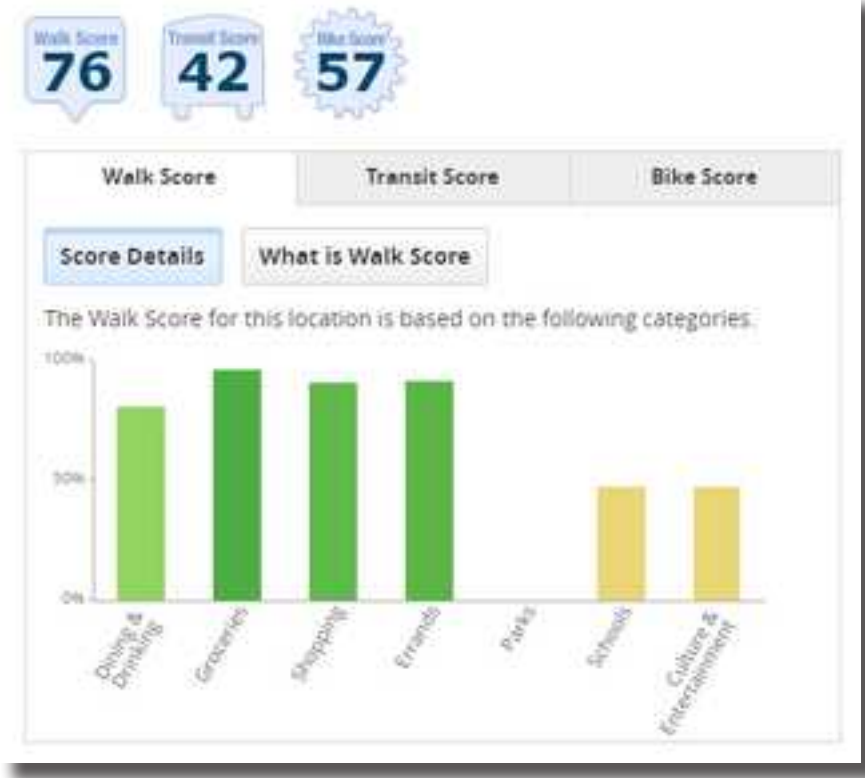 Walk Score Transit Score Bike Score
76 42 57
Walk Score Transit Score Bike Score
Score Details What is Walk Score
The Walk Score for this location is based on the following categories.
100%
50%
0%
Dining &
Drinking
Groceries
Shopping
Errands
Parks
Schools
Culture &
Entertainment